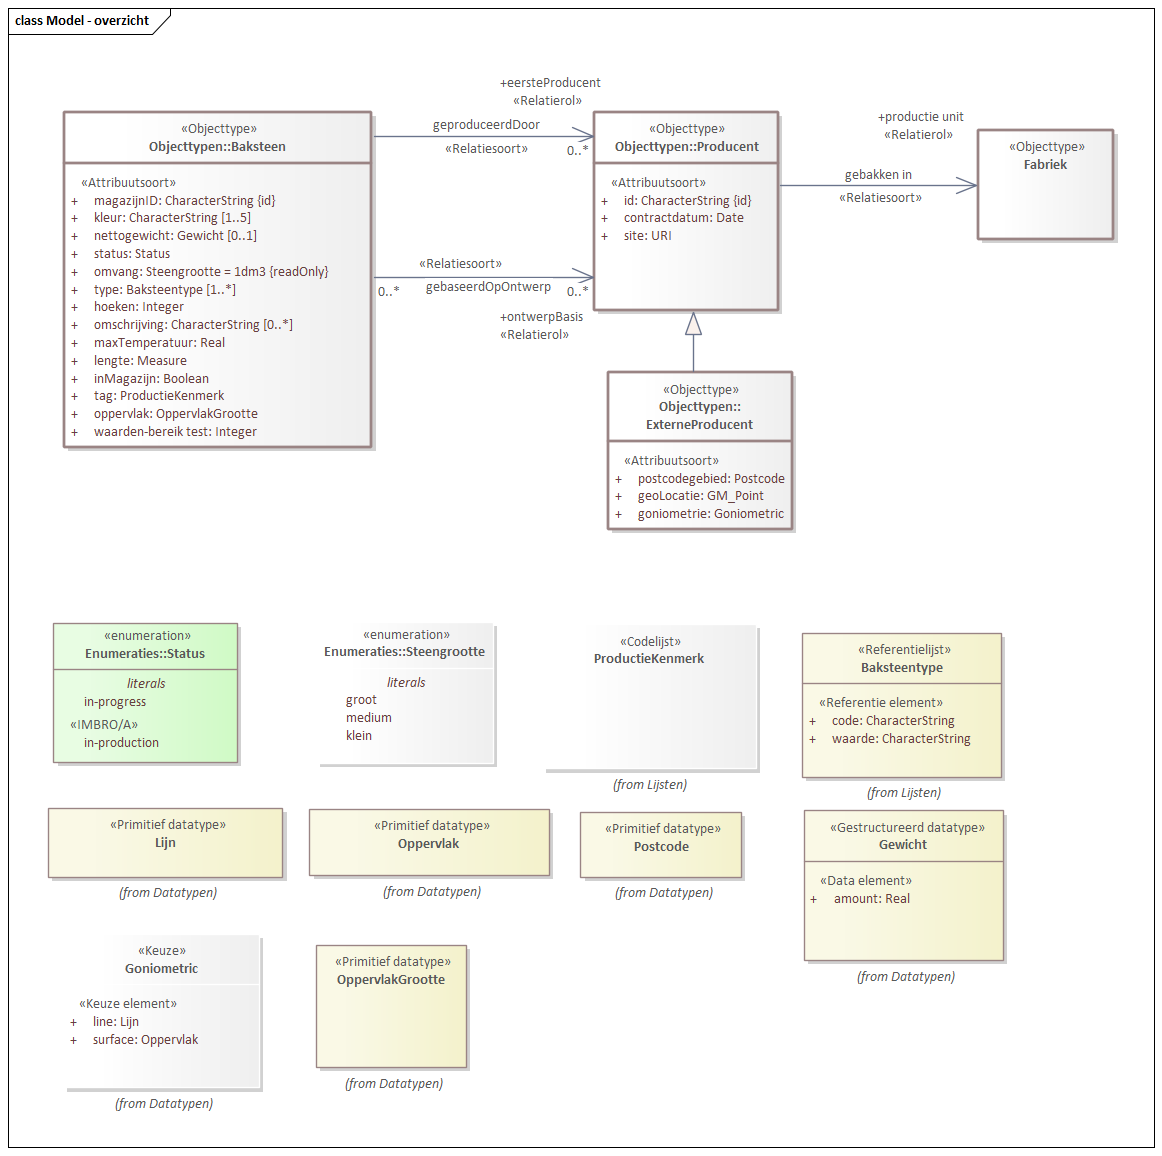 class Model - overzicht
+eersteProducent
«Relatierol»
geproduceerdDoor
«Relatiesoort»
0..*
+productie unit
«Relatierol»
gebakken in
«Relatiesoort»
«Objecttype»
Objecttypen::Baksteen
«Attribuutsoort»
+ magazijnID: CharacterString {id}
+ kleur: CharacterString [1..5]
+ nettogewicht: Gewicht [0..1]
+ status: Status
+ omvang: Steengrootte = 1dm3 {readOnly}
+ type: Baksteentype [1..*]
+ hoeken: Integer
+ omschrijving: CharacterString [0..*]
+ maxTemperatuur: Real
+ lengte: Measure
+ inMagazijn: Boolean
+ tag: ProductieKenmerk
+ oppervlak: OppervlakGrootte
+ waarden-bereik test: Integer
«Objecttype»
Objecttypen::Producent
«Attribuutsoort»
+ id: CharacterString {id}
+ contractdatum: Date
+ site: URI
«Objecttype»
Fabriek
«Relatiesoort»
0..*
gebaseerdOpOntwerp
0..*
+ontwerpBasis
«Relatierol»
«Objecttype»
Objecttypen::
ExterneProducent
«Attribuutsoort»
+ postcodegebied: Postcode
+ geoLocatie: GM_Point
+ goniometrie: Goniometric
«enumeration»
Enumeraties::Status
literals
in-progress
«IMBRO/A»
in-production
«enumeration»
Enumeraties::Steengrootte
literals
groot
medium
klein
«Codelijst»
ProductieKenmerk
(from Lijsten)
«Referentielijst»
Baksteentype
«Referentie element»
+ code: CharacterString
+ waarde: CharacterString
(from Lijsten)
«Primitief datatype»
Lijn
(from Datatypen)
«Primitief datatype»
Oppervlak
(from Datatypen)
«Primitief datatype»
Postcode
(from Datatypen)
«Gestructureerd datatype»
Gewicht
«Data element»
+ amount: Real
(from Datatypen)
«Keuze»
Goniometric
«Keuze element»
+ line: Lijn
+ surface: Oppervlak
(from Datatypen)
«Primitief datatype»
OppervlakGrootte
(from Datatypen)